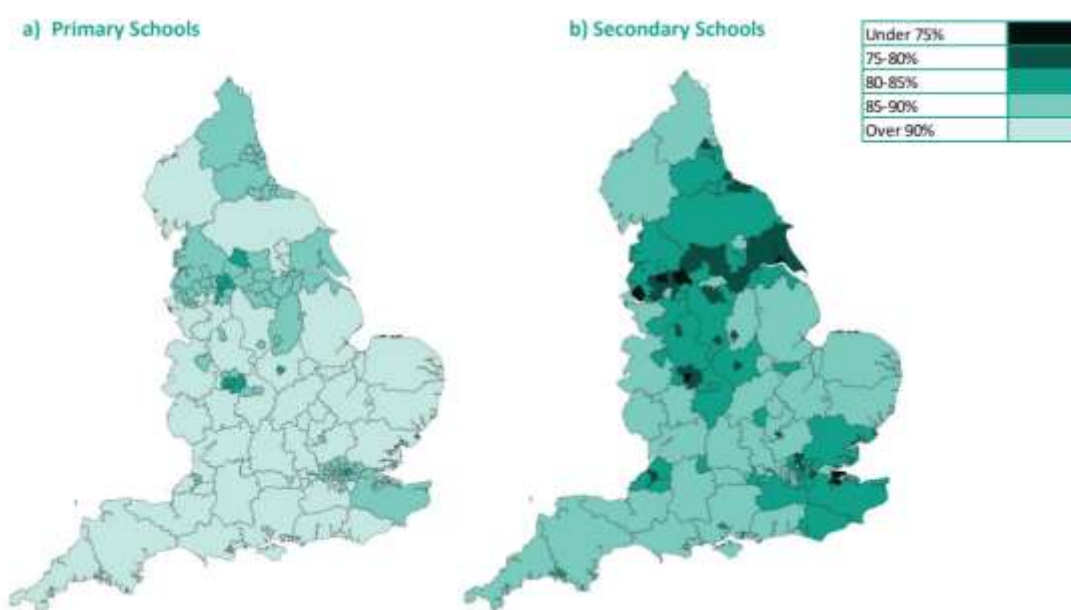 a) Primary Schools
b) Secondary Schools
Under 75%
75-80%
80-85%
85-90%
Over 90%